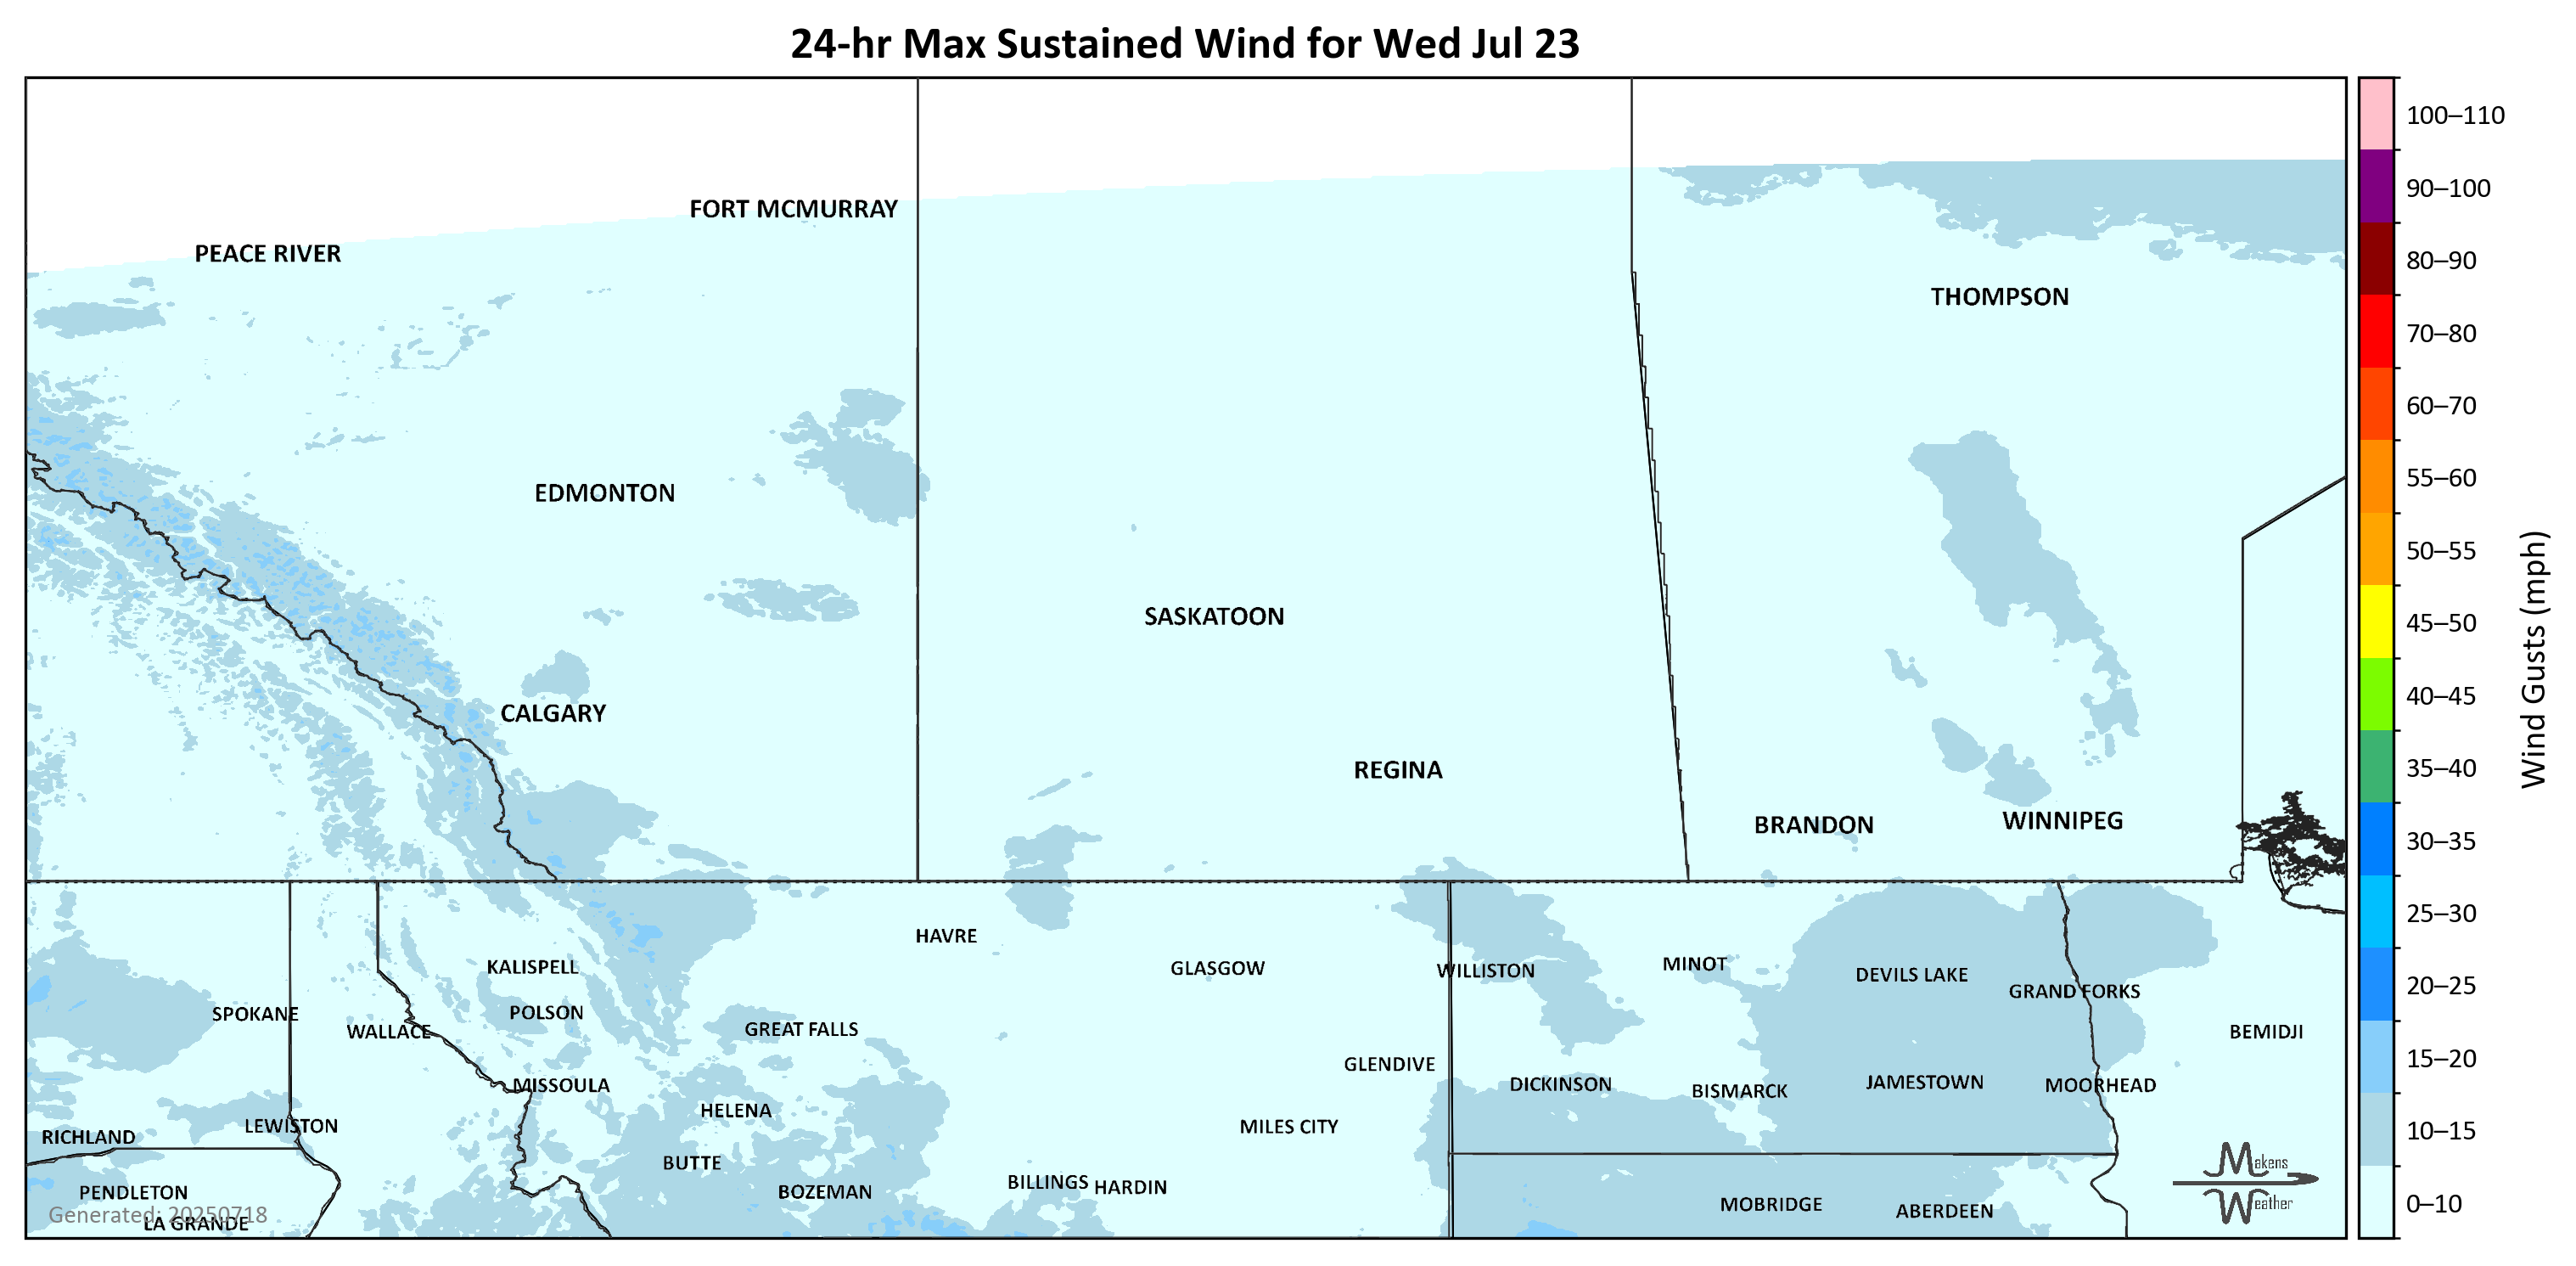 24-hr Max Sustained Wind for Wed Jul 23
100–110
90–100
FORT MCMURRAY
PEACE RIVER
80–90
THOMPSON
70–80
60–70
EDMONTON
55–60
50–55
SASKATOON
45–50
Wind Gusts (mph)
CALGARY
40–45
REGINA
35–40
BRANDON
WINNIPEG
30–35
25–30
HAVRE
KALISPELL
GLASGOW
WILLISTON
MINOT
DEVILS LAKE
20–25
GRAND FORKS
SPOKANE
POLSON
WALLACE
GREAT FALLS
BEMIDJI
15–20
GLENDIVE
MISSOULA
DICKINSON
BISMARCK
JAMESTOWN
MOORHEAD
HELENA
LEWISTON
MILES CITY
10–15
RICHLAND
BUTTE
Makens
Weather
PENDLETON
BOZEMAN
BILLINGS
HARDIN
MOBRIDGE
ABERDEEN
0–10
Generated: 20250718
LA GRANDE